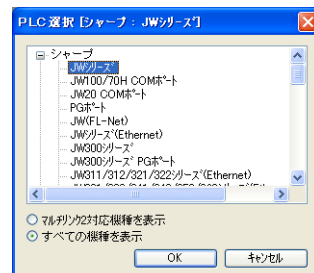 PLC選択 [シャープ : JWシリーズ]
シャープ
JWシリーズ
JW100/70H COMポート
JW20 COMポート
PGポート
JW(FL-Net)
JWシリーズ(Ethernet)
JW300シリーズ
JW300シリーズ PGポート
JW311/312/321/322シリーズ(Ethernet)
マルチリンク2対応機種を表示
すべての機種を表示
OK
キャンセル